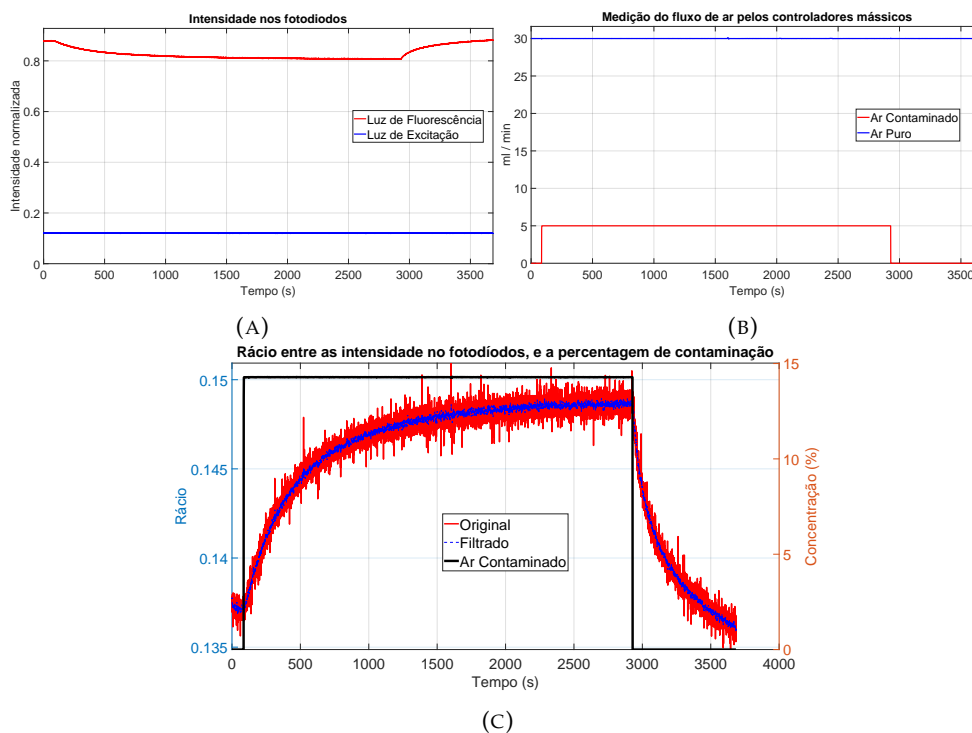 Intensidade nos fotodiodos
Intensidade normalizada
0.8
0.6
0.4
0.2
0
Luz de Fluorescência
Luz de Excitação
0 500 1000 1500 2000 2500 3000 3500
Tempo (s)
(A)
Medição do fluxo de ar pelos controladores mássicos
ml / min
30
25
20
15
10
5
0
Ar Contaminado
Ar Puro
0 500 1000 1500 2000 2500 3000 3500
Tempo (s)
(B)
Rácio entre as intensidade no fotodíodos, e a percentagem de contaminação
Rácio
0.15
0.145
0.14
0.135
Original
Filtrado
Ar Contaminado
15
10
5
0
Concentração (%)
0 500 1000 1500 2000 2500 3000 3500 4000
Tempo (s)
(C)